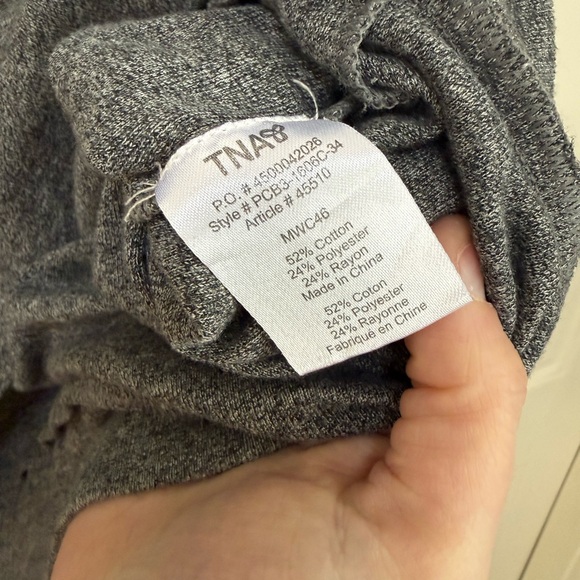 TNA
P.O. # 4500042026
Style # PCB3-1606C-34
Article # 45510
MWC46
52% Cotton
24% Polyester
24% Rayon
Made in China
52% Coton
24% Polyester
24% Rayonne
Fabriqué en Chine